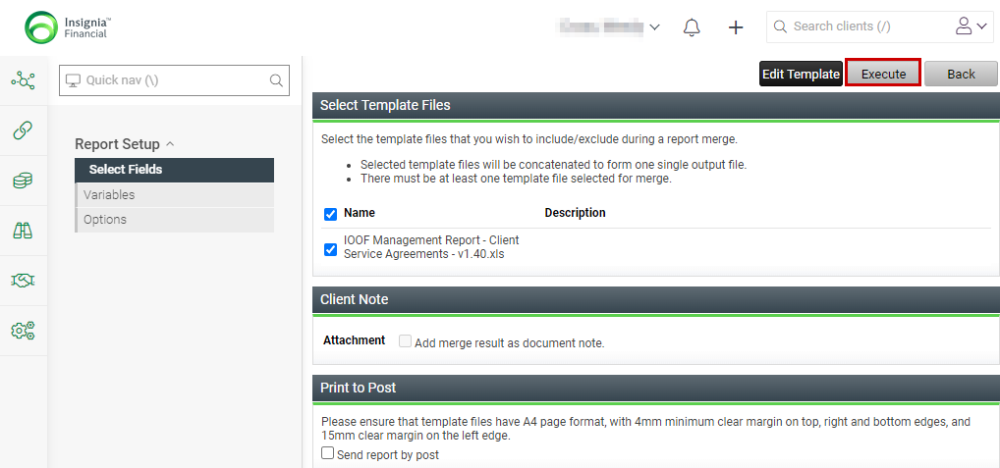 Insignia™
Financial
Search clients (/)
Quick nav (\)
Edit Template
Execute
Back
Report Setup
Select Fields
Variables
Options
Select Template Files
Select the template files that you wish to include/exclude during a report merge.
• Selected template files will be concatenated to form one single output file.
• There must be at least one template file selected for merge.
Name
Description
IOOF Management Report - Client
Service Agreements - v1.40.xls
Client Note
Attachment
Add merge result as document note.
Print to Post
Please ensure that template files have A4 page format, with 4mm minimum clear margin on top, right and bottom edges, and
15mm clear margin on the left edge.
Send report by post